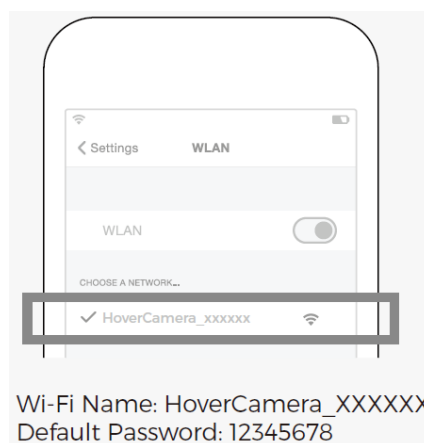 Settings WLAN
WLAN
CHOOSE A NETWORK...
HoverCamera_xxxxxx
Wi-Fi Name: HoverCamera_XXXXXX
Default Password: 12345678